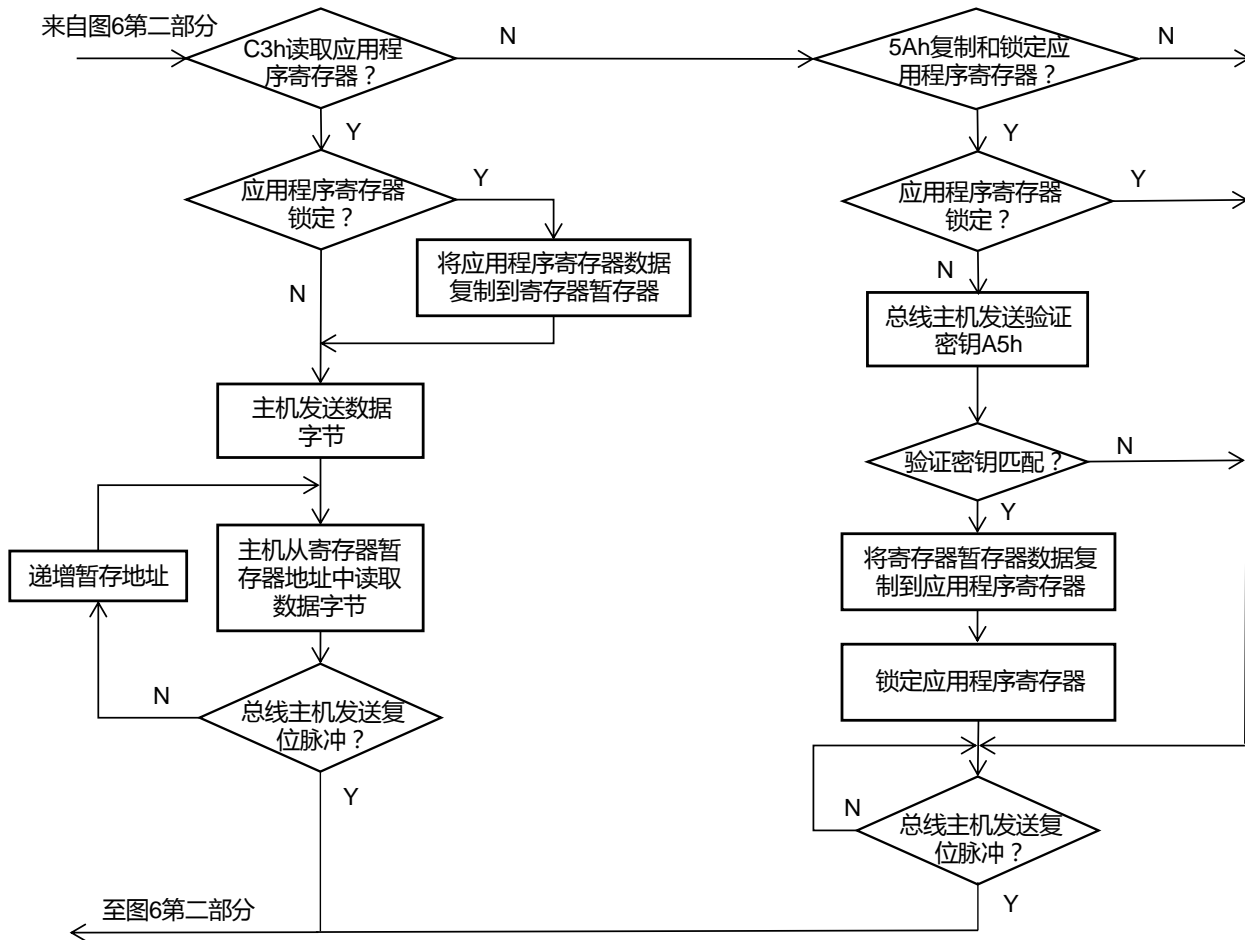 来自图6第二部分
C3h读取应用程
序寄存器？
N
5Ah复制和锁定应
用程序寄存器？
N
Y
Y
应用程序寄存器
锁定？
Y
应用程序寄存器
锁定？
Y
将应用程序寄存器数据
复制到寄存器暂存器
N
N
总线主机发送验证
密钥A5h
主机发送数据
字节
验证密钥匹配？
N
Y
主机从寄存器暂
存器地址中读取
数据字节
递增暂存地址
将寄存器暂存器数据复
制到应用程序寄存器
锁定应用程序寄存器
N
总线主机发送复
位脉冲？
Y
N
总线主机发送复
位脉冲？
Y
至图6第二部分